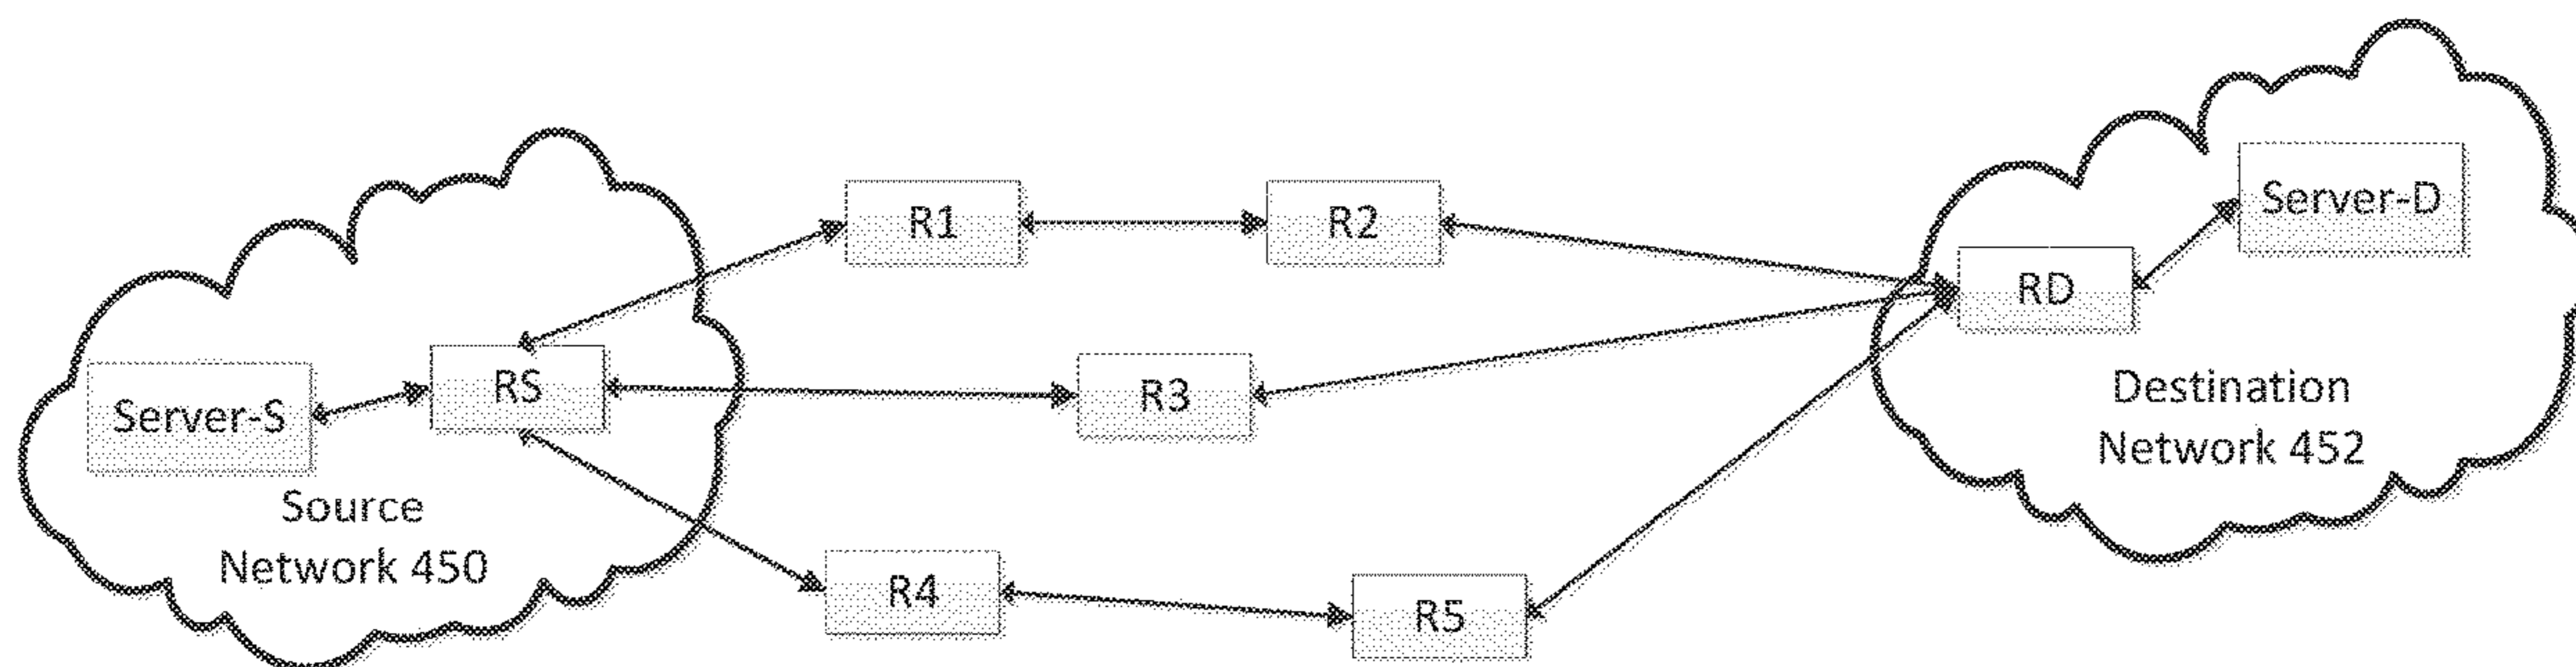 Server-S
RS
Source
Network 450
R1
R2
R3
R4
R5
RD
Server-D
Destination
Network 452